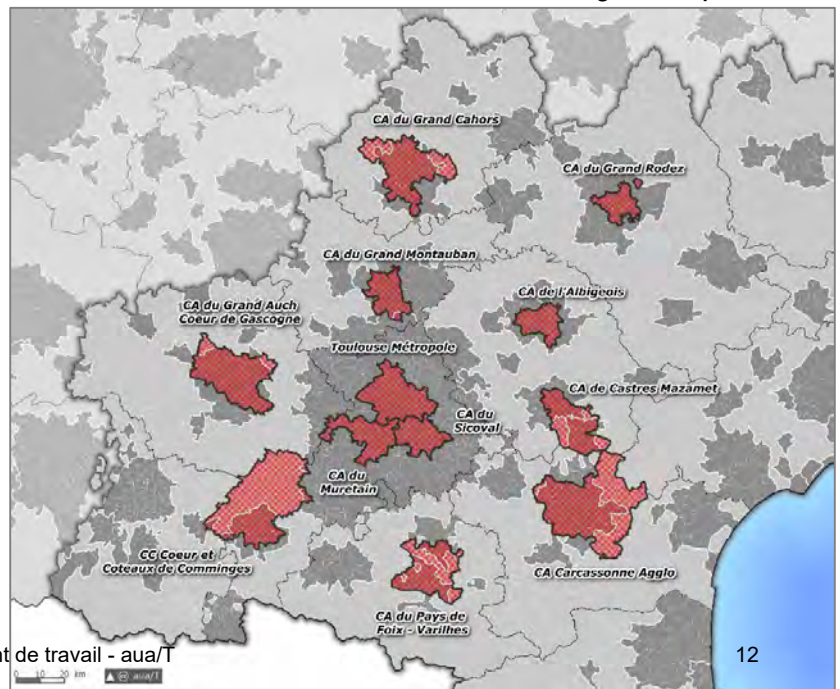 CA du Grand Cahors
CA du Grand Rodez
CA du Grand Montauban
CA du Grand Auch
Coeur de Gascogne
CA de l'Albigeois
Toulouse Métropole
CA de Castres Mazamet
CA du
Sicoval
CA du
Muretain
CC Coeur et
Coteaux de Comminges
CA Carcassonne Agglo
CA du Pays de
Foix - Varilhes
nt de travail - aua/T
12
0 10 20 km
aua/T